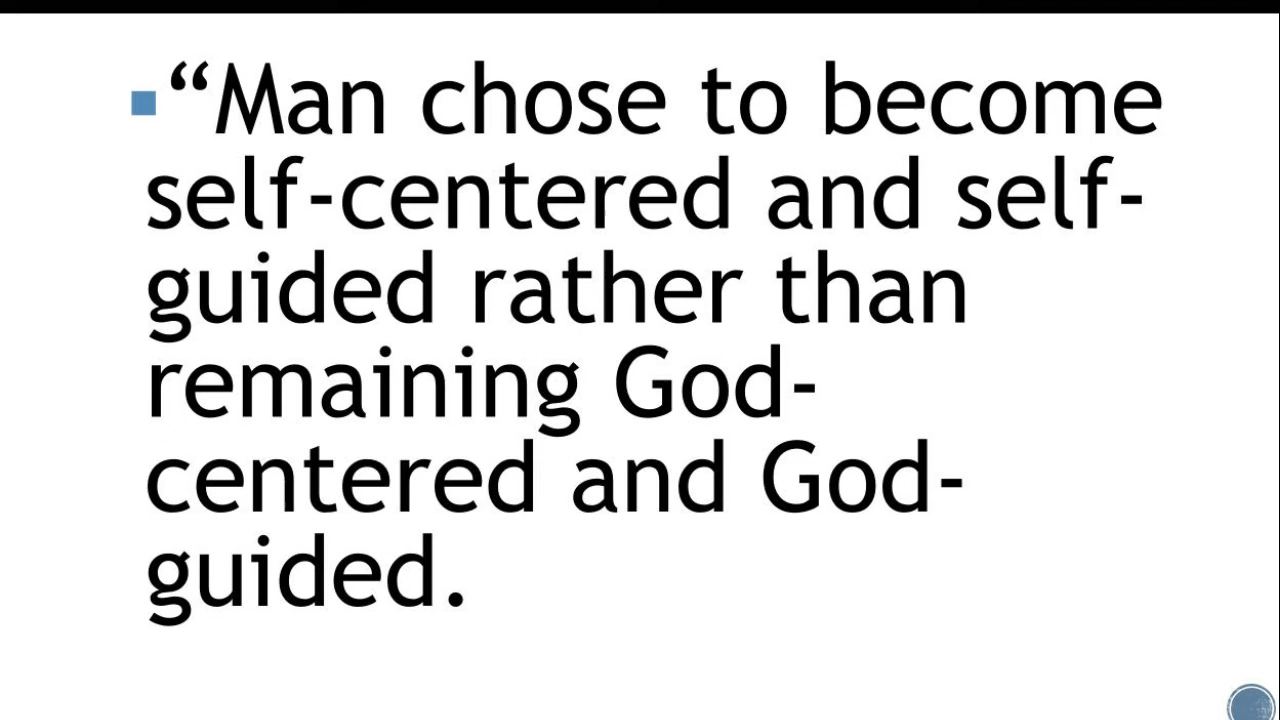 ▪“Man chose to become
self-centered and self-
guided rather than
remaining God-
centered and God-
guided.